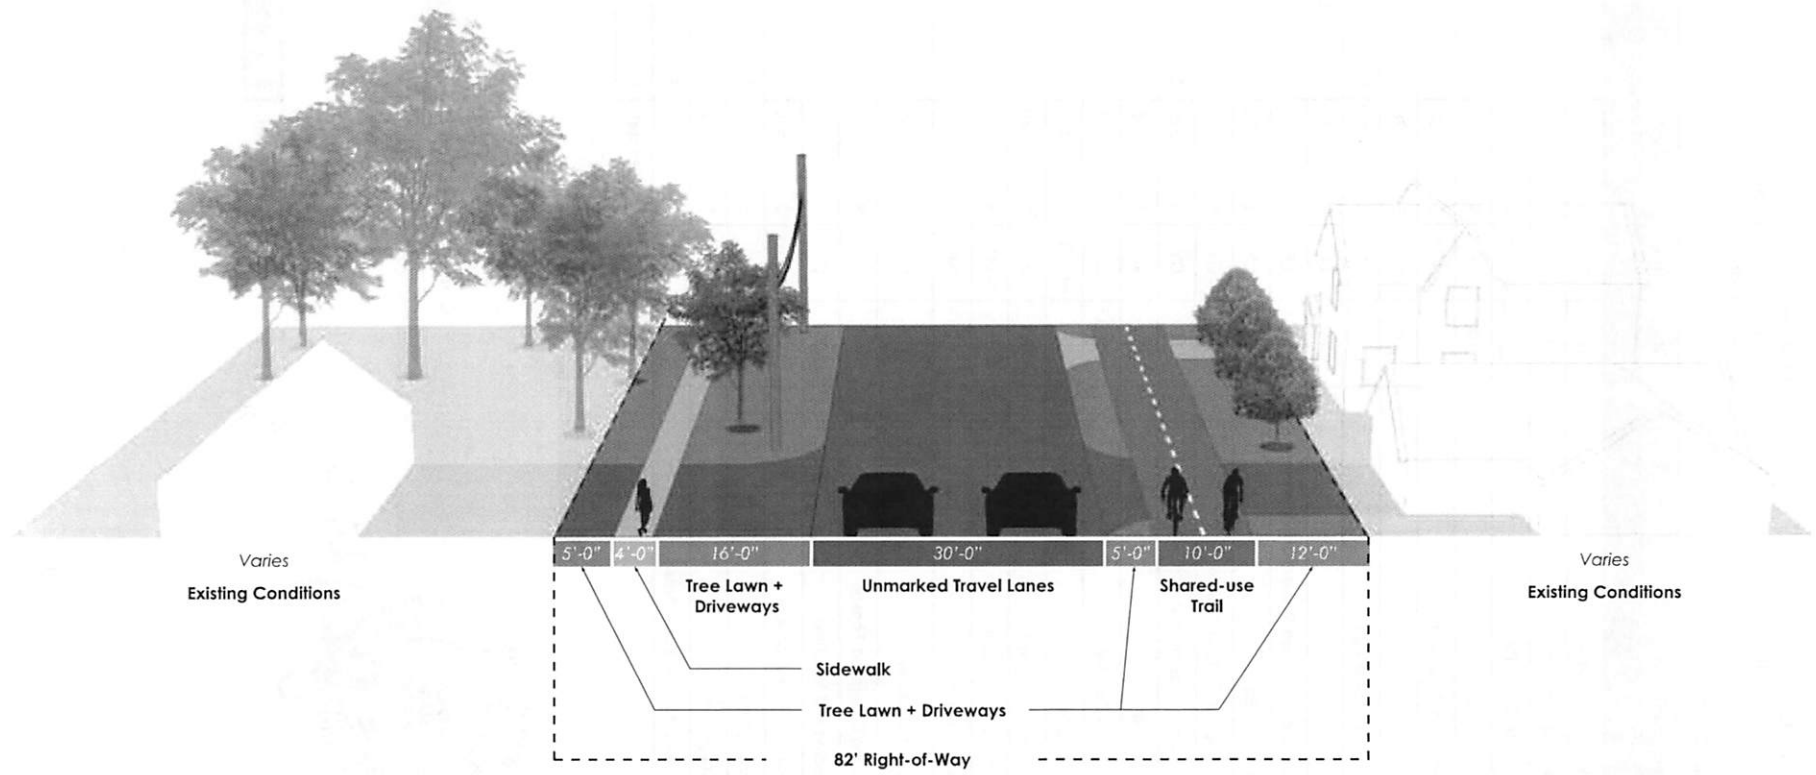 5'-0" 4'-0" 16'-0" 30'-0" 5'-0" 10'-0" 12'-0"
Varies
Existing Conditions
Tree Lawn +
Driveways
Unmarked Travel Lanes
Shared-use
Trail
Varies
Existing Conditions
Sidewalk
Tree Lawn + Driveways
82' Right-of-Way